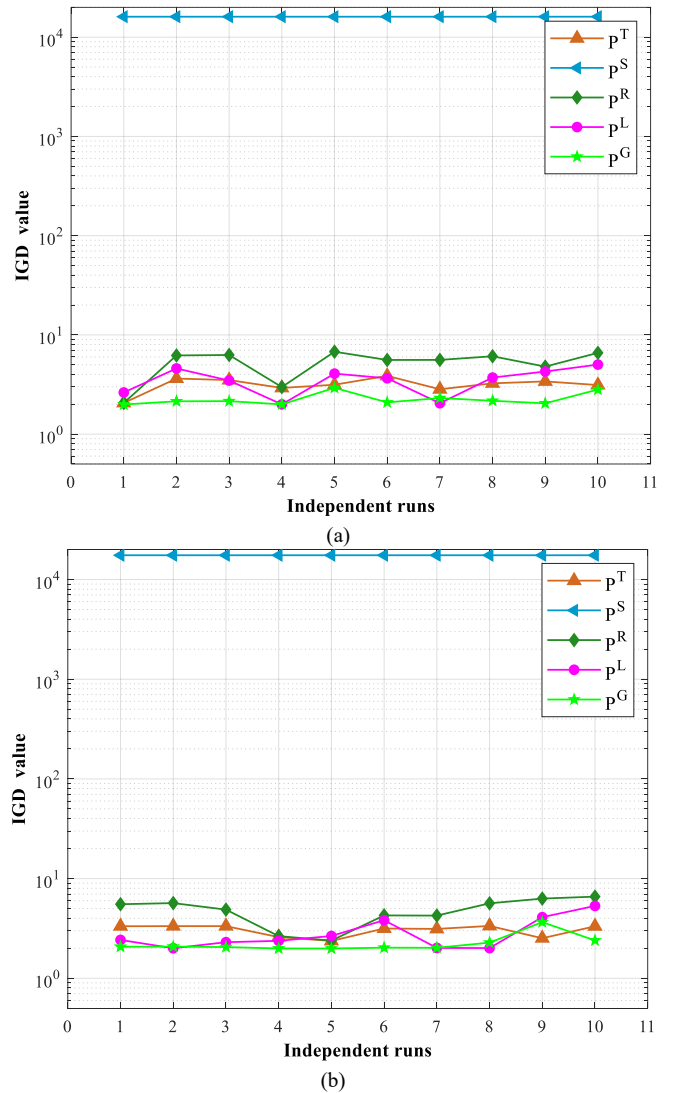 10^4
10^3
10^2
10^1
10^0
IGD value
P^T
P^S
P^R
P^L
P^G
0 1 2 3 4 5 6 7 8 9 10 11
Independent runs
(a)
10^4
10^3
10^2
10^1
10^0
IGD value
P^T
P^S
P^R
P^L
P^G
0 1 2 3 4 5 6 7 8 9 10 11
Independent runs
(b)